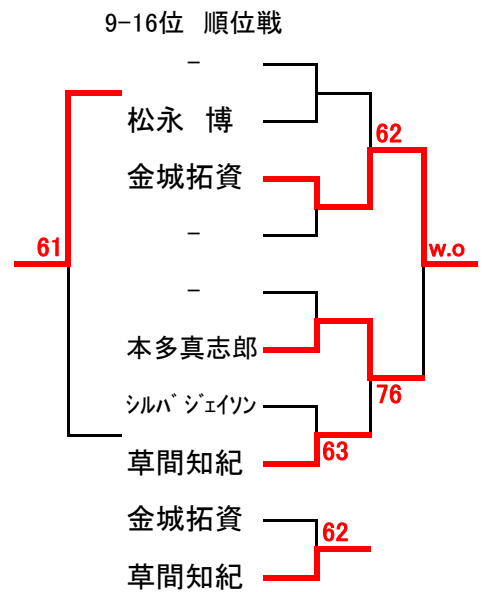 9-16位 順位戦
-
松永 博
62
金城拓資
61
-
w.o
-
本多真志郎
76
シルバ ジェイソン
63
草間知紀
金城拓資
62
草間知紀